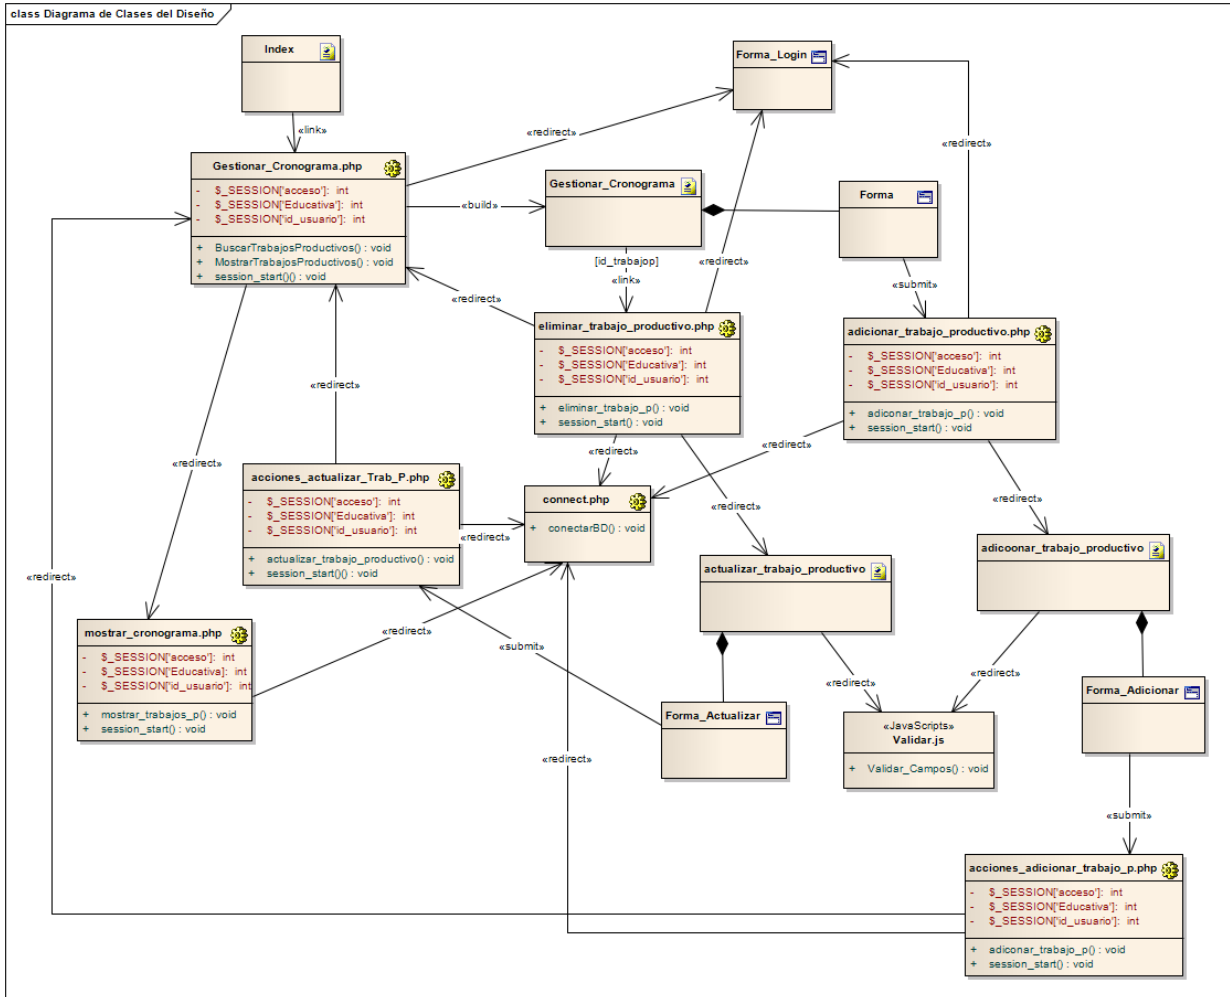 class Diagrama de Clases del Diseño
Index
«link»
Forma_Login
«redirect»
«redirect»
«redirect»
Gestionar_Cronograma.php
- $_SESSION['acceso']: int
- $_SESSION['Educativa']: int
- $_SESSION['id_usuario']: int
+ BuscarTrabajosProductivos() : void
+ MostrarTrabajosProductivos() : void
+ session_start()() : void
«build»
Gestionar_Cronograma
Forma
[id_trabajop]
«link»
«submit»
«redirect»
eliminar_trabajo_productivo.php
- $_SESSION['acceso']: int
- $_SESSION['Educativa']: int
- $_SESSION['id_usuario']: int
+ eliminar_trabajo_p() : void
+ session_start() : void
adicionar_trabajo_productivo.php
- $_SESSION['acceso']: int
- $_SESSION['Educativa']: int
- $_SESSION['id_usuario']: int
+ adiconar_trabajo_p() : void
+ session_start() : void
«redirect»
«redirect»
«redirect»
«redirect»
«redirect»
«redirect»
acciones_actualizar_Trab_P.php
- $_SESSION['acceso']: int
- $_SESSION['Educativa']: int
- $_SESSION['id_usuario']: int
+ actualizar_trabajo_productivo() : void
+ session_start()() : void
«redirect»
connect.php
+ conectarBD() : void
actualizar_trabajo_productivo
adicoonar_trabajo_productivo
«redirect»
mostrar_cronograma.php
- $_SESSION['acceso']: int
- $_SESSION['Educativa]: int
- $_SESSION['id_usuario']: int
+ mostrar_trabajos_p() : void
+ session_start() : void
«redirect»
«submit»
«redirect»
«redirect»
Forma_Actualizar
«JavaScripts»
Validar.js
+ Validar_Campos() : void
Forma_Adicionar
«redirect»
«submit»
acciones_adicionar_trabajo_p.php
- $_SESSION['acceso']: int
- $_SESSION['Educativa']: int
- $_SESSION['id_usuario']: int
+ adiconar_trabajo_p() : void
+ session_start() : void